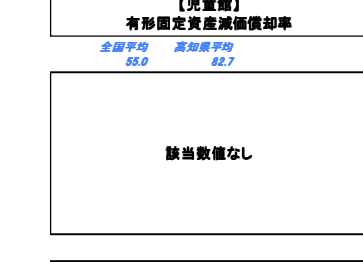 【児童館】
有形固定資産減価償却率
全国平均 高知県平均
55.0 82.7
該当数値なし